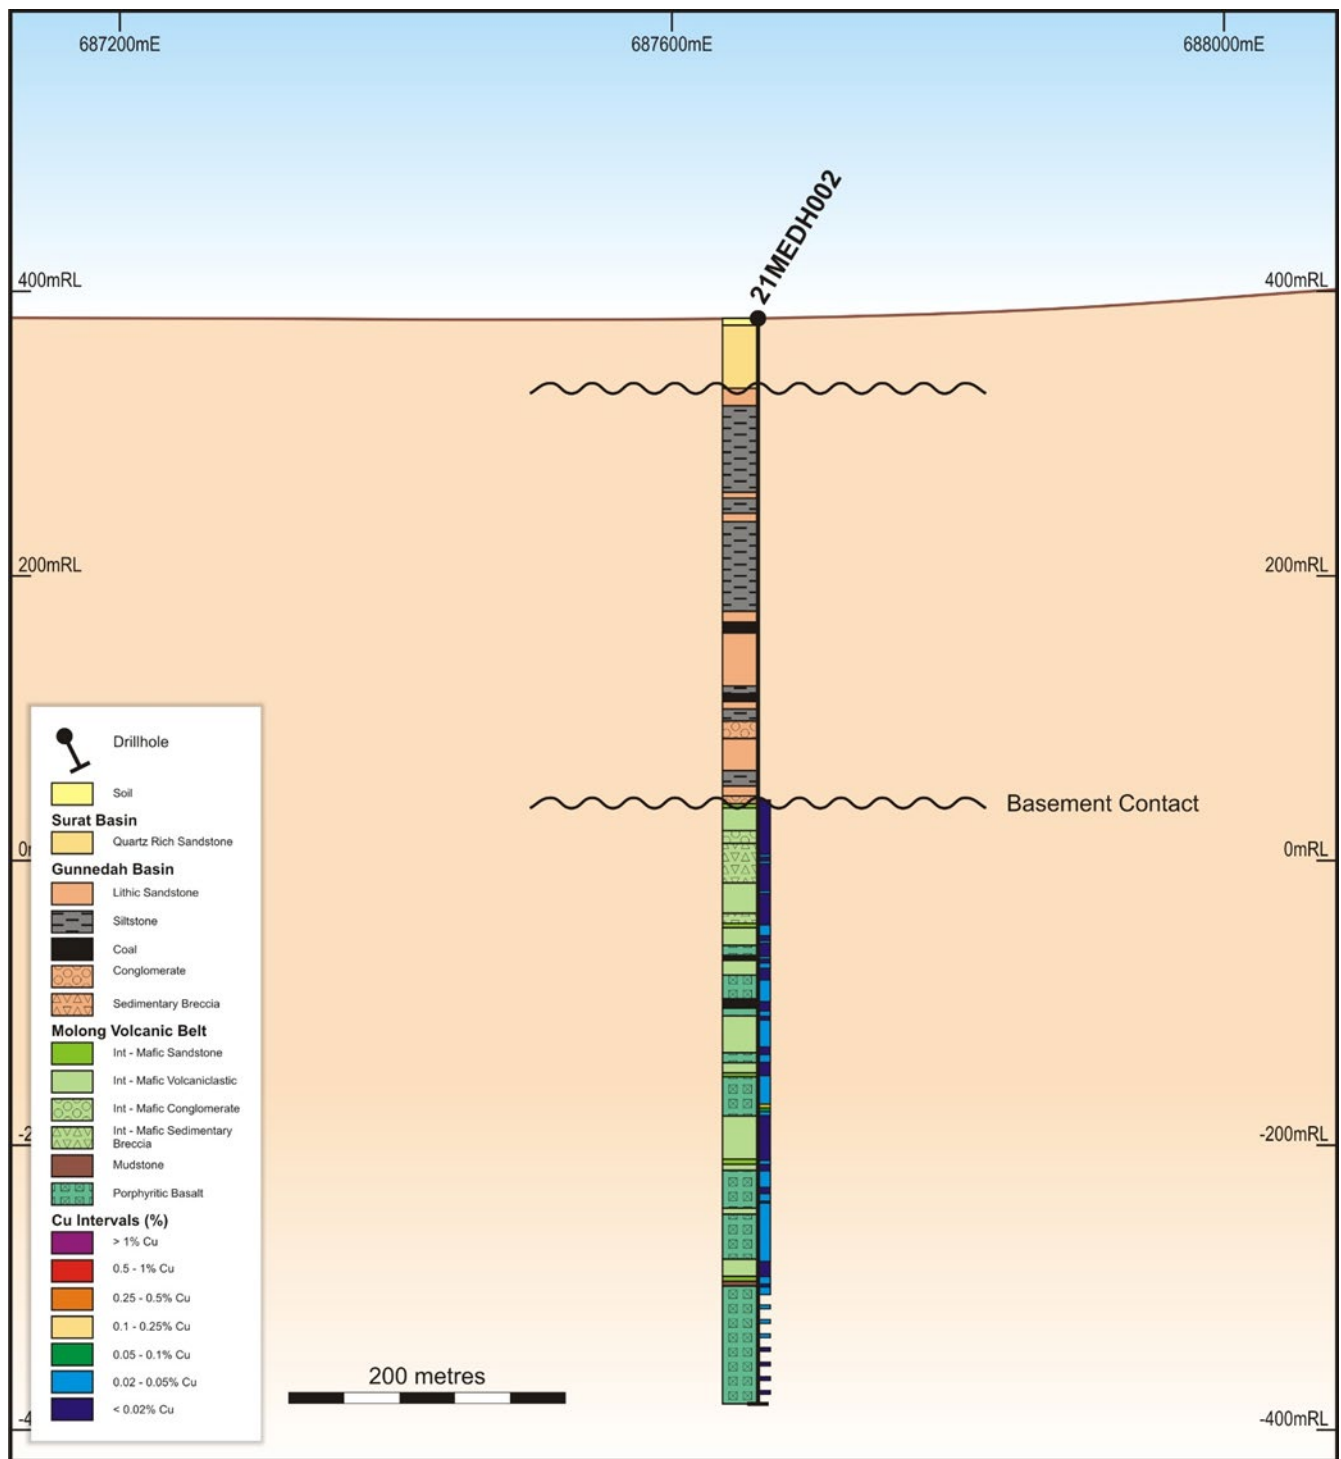 687200mE
687600mE
688000mE
21MEDH002
400mRL
400mRL
200mRL
200mRL
Basement Contact
0mRL
-200mRL
-400mRL
Drillhole
Soil
Surat Basin
Quartz Rich Sandstone
Gunnedah Basin
Lithic Sandstone
Siltstone
Coal
Conglomerate
Sedimentary Breccia
Molong Volcanic Belt
Int - Mafic Sandstone
Int - Mafic Volcaniclastic
Int - Mafic Conglomerate
Int - Mafic Sedimentary
Breccia
Mudstone
Porphyritic Basalt
Cu Intervals (%)
> 1% Cu
0.5 - 1% Cu
0.25 - 0.5% Cu
0.1 - 0.25% Cu
0.05 - 0.1% Cu
0.02 - 0.05% Cu
< 0.02% Cu
200 metres